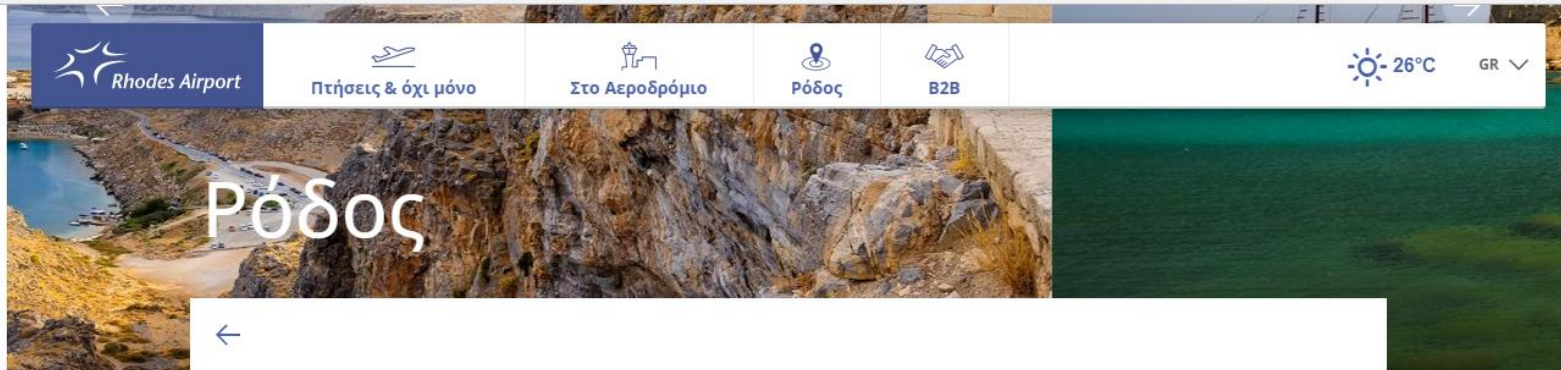 Rhodes Airport
Πτήσεις & όχι μόνο
Στο Αεροδρόμιο
Ρόδος
B2B
26°C
GR
Ρόδος